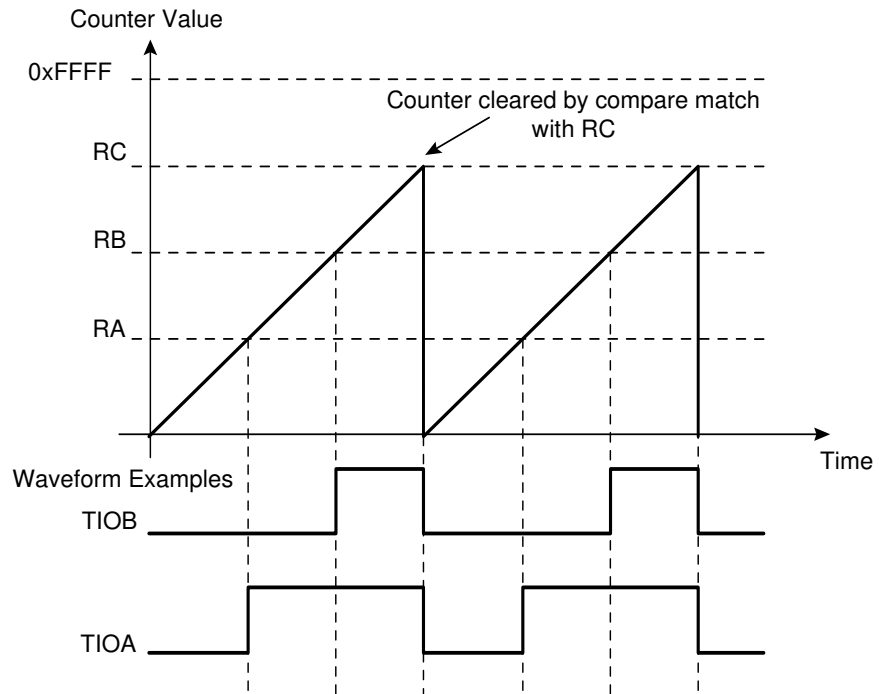 Counter Value
0xFFFF
Counter cleared by compare match
with RC
RC
RB
RA
Time
Waveform Examples
TIOB
TIOA